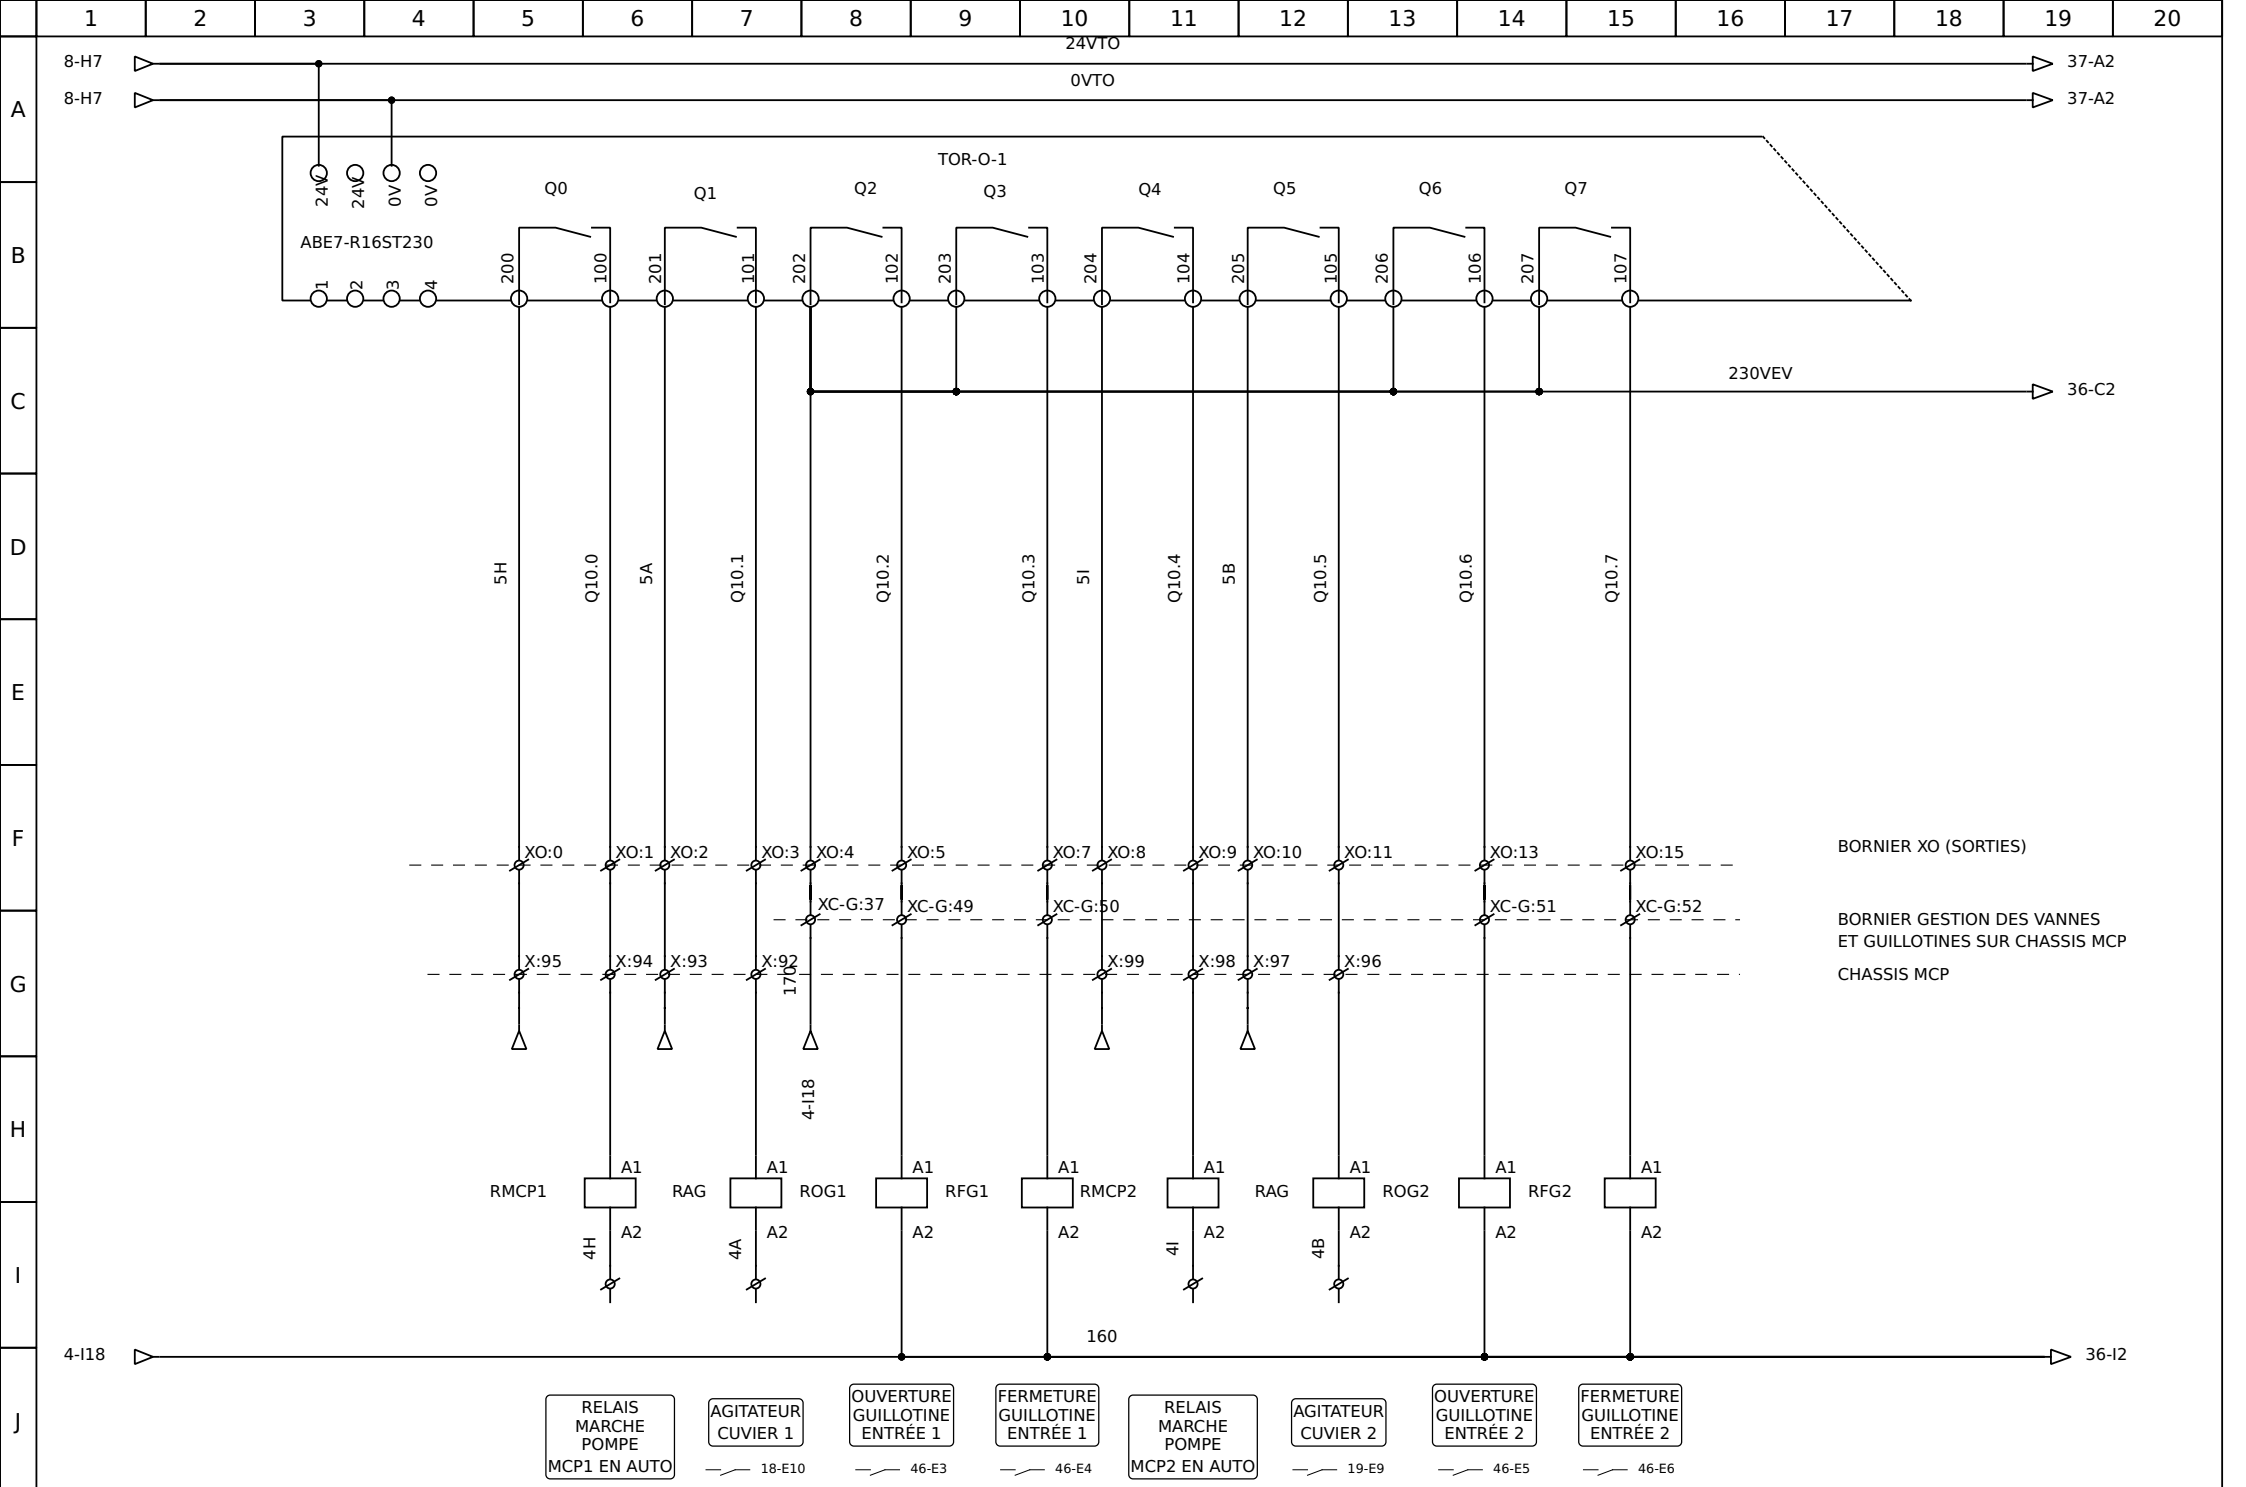 1 2 3 4 5 6 7 8 9 10 11 12 13 14 15 16 17 18 19 20
24VTO
8-H7 37-A2
0VTO
8-H7 37-A2
A
TOR-O-1
24V 24V 0V 0V
Q0 Q1 Q2 Q3 Q4 Q5 Q6 Q7
ABE7-R16ST230
B
200 100 201 101 202 102 203 103 204 104 205 105 206 106 207 107
1 2 3 4
230VEV
36-C2
C
D
5H Q10.0 5A Q10.1 Q10.2 Q10.3 5I Q10.4 5B Q10.5 Q10.6 Q10.7
E
F
XO:0 XO:1 XO:2 XO:3 XO:4 XO:5 XO:7 XO:8 XO:9 XO:10 XO:11 XO:13 XO:15
BORNIER XO (SORTIES)
XC-G:37 XC-G:49 XC-G:50 XC-G:51 XC-G:52
BORNIER GESTION DES VANNES
ET GUILLOTINES SUR CHASSIS MCP
X:95 X:94 X:93 X:92 X:99 X:98 X:97 X:96
CHASSIS MCP
170
G
4-I18
H
A1 A1 A1 A1 A1 A1 A1 A1
RMCP1 RAG ROG1 RFG1 RMCP2 RAG ROG2 RFG2
A2 A2 A2 A2 A2 A2 A2 A2
4H 4A 4I 4B
I
160
4-I18 36-I2
J
RELAIS
MARCHE
POMPE
MCP1 EN AUTO
AGITATEUR
CUVIER 1
18-E10
OUVERTURE
GUILLOTINE
ENTRÉE 1
46-E3
FERMETURE
GUILLOTINE
ENTRÉE 1
46-E4
RELAIS
MARCHE
POMPE
MCP2 EN AUTO
AGITATEUR
CUVIER 2
19-E9
OUVERTURE
GUILLOTINE
ENTRÉE 2
46-E5
FERMETURE
GUILLOTINE
ENTRÉE 2
46-E6